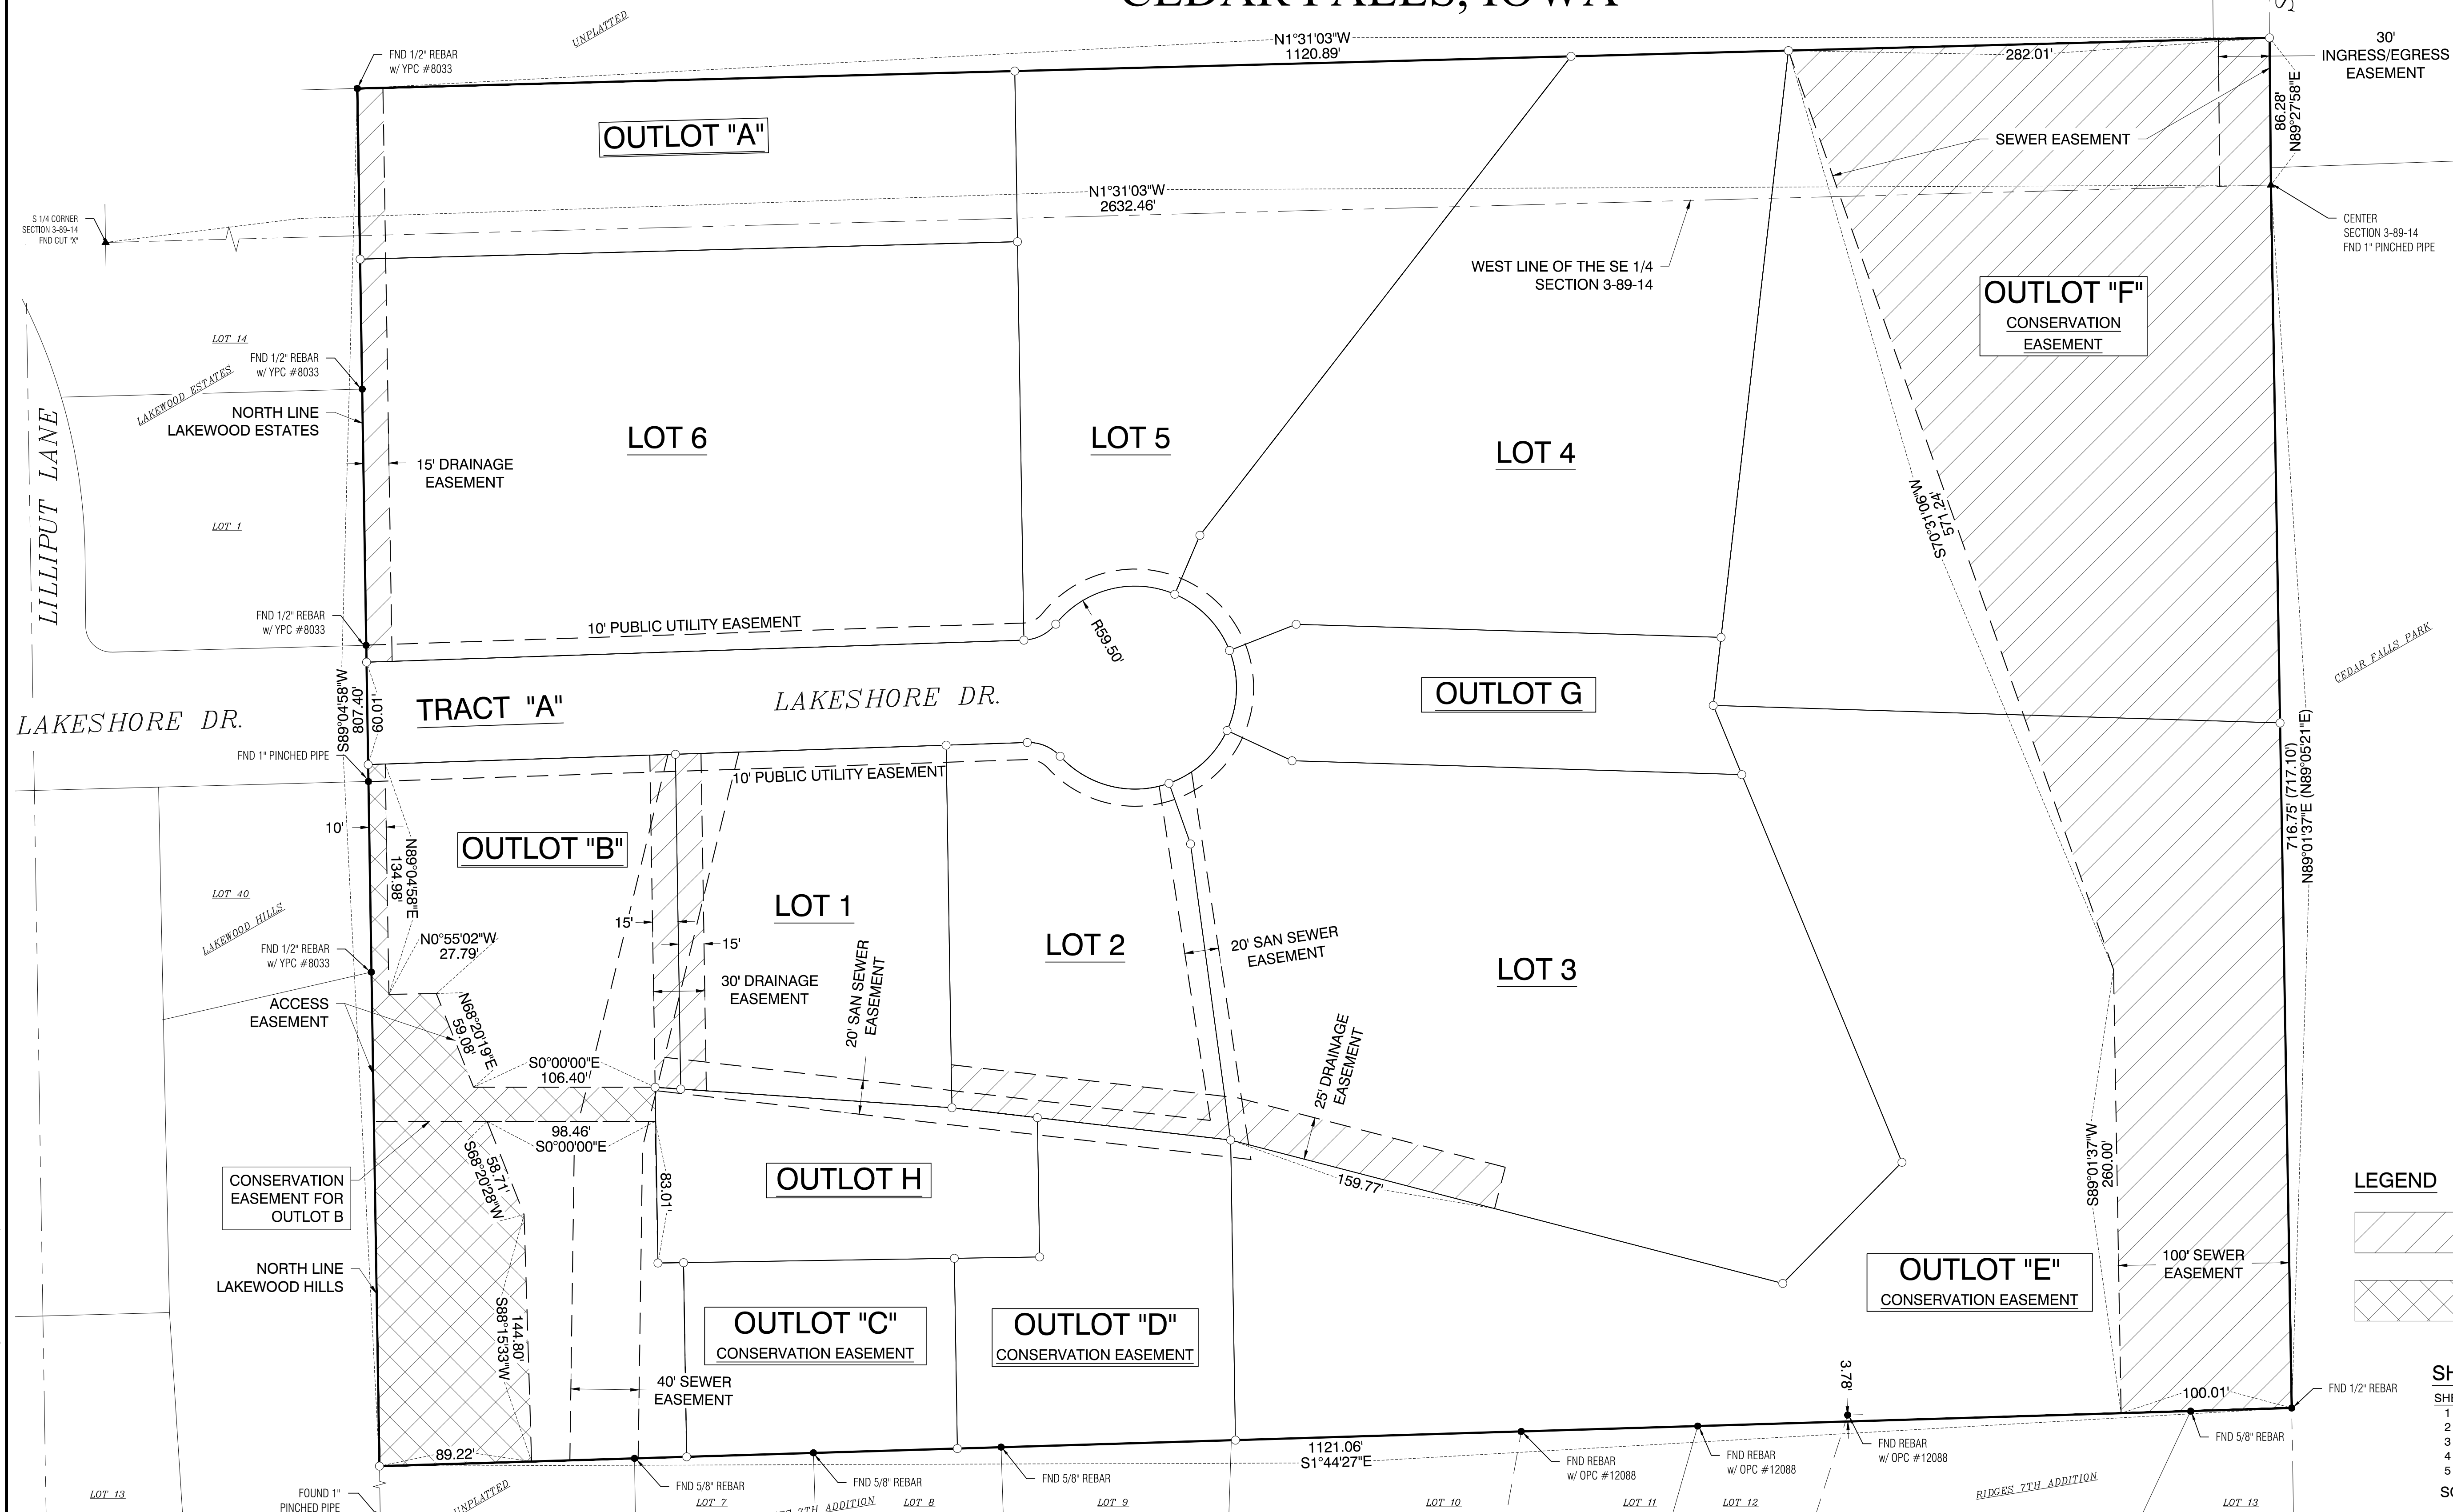 CEDAR FALLS, IOWA
UNPLATTED
FND 1/2" REBAR
w/ YPC #8033
N1°31'03"W
1120.89'
282.01'
30'
INGRESS/EGRESS
EASEMENT
86.28'
N89°27'58"E
OUTLOT "A"
SEWER EASEMENT
N1°31'03"W
2632.46'
S 1/4 CORNER
SECTION 3-89-14
FND CUT "X"
CENTER
SECTION 3-89-14
FND 1" PINCHED PIPE
WEST LINE OF THE SE 1/4
SECTION 3-89-14
OUTLOT "F"
CONSERVATION
EASEMENT
LOT 14
FND 1/2" REBAR
w/ YPC #8033
LAKEWOOD ESTATES
NORTH LINE
LAKEWOOD ESTATES
LILLIPUT LANE
15' DRAINAGE
EASEMENT
LOT 6
LOT 5
LOT 4
LOT 1
S70°31'06"W
571.24'
FND 1/2" REBAR
w/ YPC #8033
10' PUBLIC UTILITY EASEMENT
R59.50'
CEDAR FALLS PARK
S89°04'58"W
807.40'
60.01'
TRACT "A"
LAKESHORE DR.
LAKESHORE DR.
OUTLOT G
716.75' (717.10')
N89°01'37"E (N89°05'21"E)
FND 1" PINCHED PIPE
10' PUBLIC UTILITY EASEMENT
10'
OUTLOT "B"
N89°04'58"E
134.98'
LOT 40
LAKEWOOD HILLS
FND 1/2" REBAR
w/ YPC #8033
N0°55'02"W
27.79'
15'
15'
LOT 1
LOT 2
LOT 3
20' SAN SEWER
EASEMENT
30' DRAINAGE
EASEMENT
20' SAN SEWER
EASEMENT
ACCESS
EASEMENT
N68°20'19"E
59.08'
S0°00'00"E
106.40'
25' DRAINAGE
EASEMENT
98.46'
S0°00'00"E
58.71'
S68°20'28"W
CONSERVATION
EASEMENT FOR
OUTLOT B
83.01'
OUTLOT H
159.77'
S89°01'37"W
260.00'
LEGEND
NORTH LINE
LAKEWOOD HILLS
100' SEWER
EASEMENT
OUTLOT "E"
CONSERVATION EASEMENT
144.80'
S88°15'33"W
OUTLOT "C"
CONSERVATION EASEMENT
OUTLOT "D"
CONSERVATION EASEMENT
40' SEWER
EASEMENT
3.78'
100.01'
FND 1/2" REBAR
89.22'
1121.06'
S1°44'27"E
FND 5/8" REBAR
FND 5/8" REBAR
FND 5/8" REBAR
FND REBAR
w/ OPC #12088
FND REBAR
w/ OPC #12088
FND REBAR
w/ OPC #12088
FND 5/8" REBAR
1
2
3
4
5
LOT 13
FOUND 1"
PINCHED PIPE
UNPLATTED
LOT 7
7TH ADDITION
LOT 8
LOT 9
LOT 10
LOT 11
LOT 12
RIDGES 7TH ADDITION
LOT 13